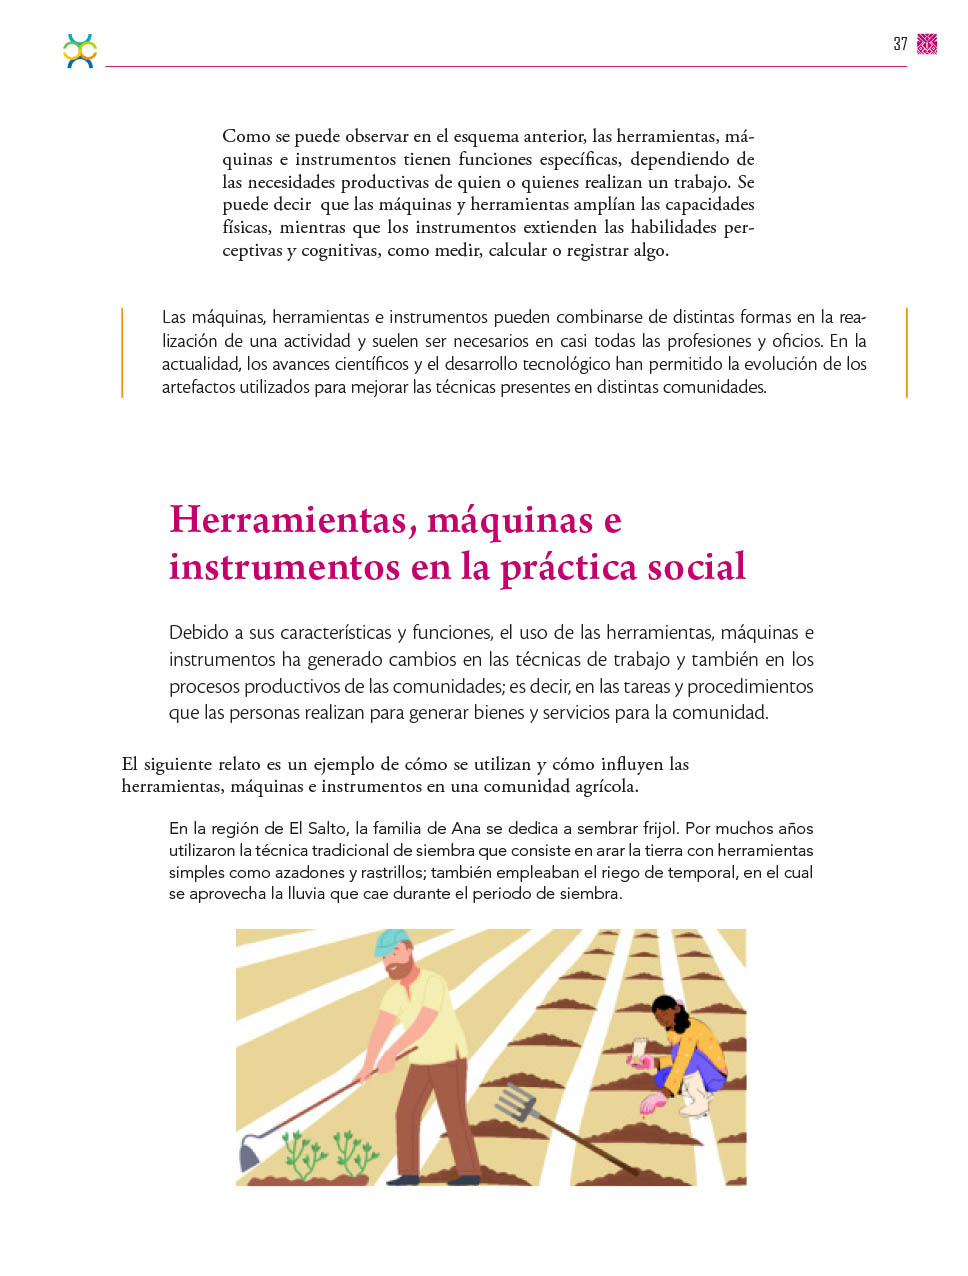 37
Como se puede observar en el esquema anterior, las herramientas, má-
quinas e instrumentos tienen funciones específicas, dependiendo de
las necesidades productivas de quien o quienes realizan un trabajo. Se
puede decir  que las máquinas y herramientas amplían las capacidades
físicas, mientras que los instrumentos extienden las habilidades per-
ceptivas y cognitivas, como medir, calcular o registrar algo.
Las máquinas, herramientas e instrumentos pueden combinarse de distintas formas en la rea-
lización de una actividad y suelen ser necesarios en casi todas las profesiones y oficios. En la
actualidad, los avances científicos y el desarrollo tecnológico han permitido la evolución de los
artefactos utilizados para mejorar las técnicas presentes en distintas comunidades.
Herramientas, máquinas e
instrumentos en la práctica social
Debido a sus características y funciones, el uso de las herramientas, máquinas e
instrumentos ha generado cambios en las técnicas de trabajo y también en los
procesos productivos de las comunidades; es decir, en las tareas y procedimientos
que las personas realizan para generar bienes y servicios para la comunidad.
El siguiente relato es un ejemplo de cómo se utilizan y cómo influyen las
herramientas, máquinas e instrumentos en una comunidad agrícola.
En la región de El Salto, la familia de Ana se dedica a sembrar frijol. Por muchos años
utilizaron la técnica tradicional de siembra que consiste en arar la tierra con herramientas
simples como azadones y rastrillos; también empleaban el riego de temporal, en el cual
se aprovecha la lluvia que cae durante el periodo de siembra.